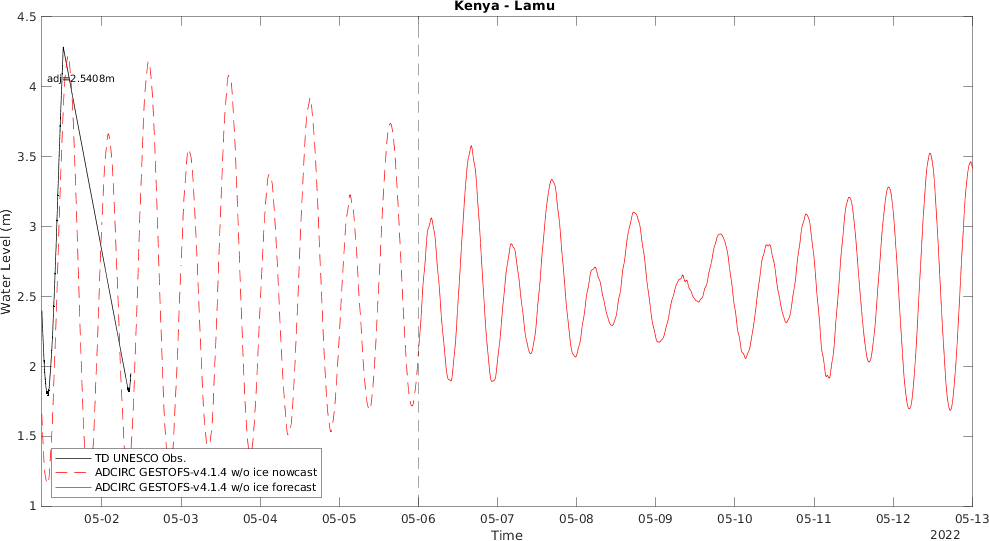 Kenya - Lamu
4.5
adj=2.5408m
4
3.5
3
2.5
2
1.5
1
Water Level (m)
TD UNESCO Obs.
ADCIRC GESTOFS-v4.1.4 w/o ice nowcast
ADCIRC GESTOFS-v4.1.4 w/o ice forecast
05-02 05-03 05-04 05-05 05-06 05-07 05-08 05-09 05-10 05-11 05-12 05-13
Time
2022